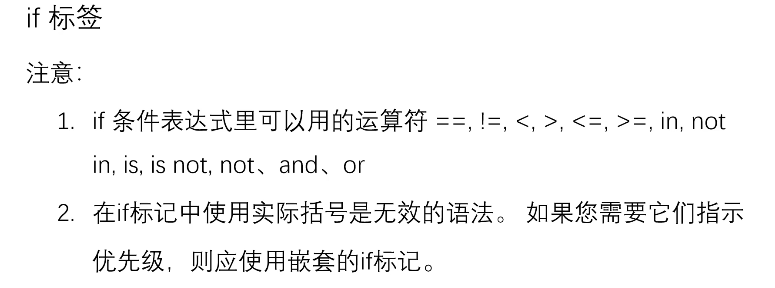 if 标签
注意：
1. if 条件表达式里可以用的运算符 ==, !=, <, >, <=, >=, in, not
in, is, is not, not、and、or
2. 在if标记中使用实际括号是无效的语法。 如果您需要它们指示
优先级，则应使用嵌套的if标记。